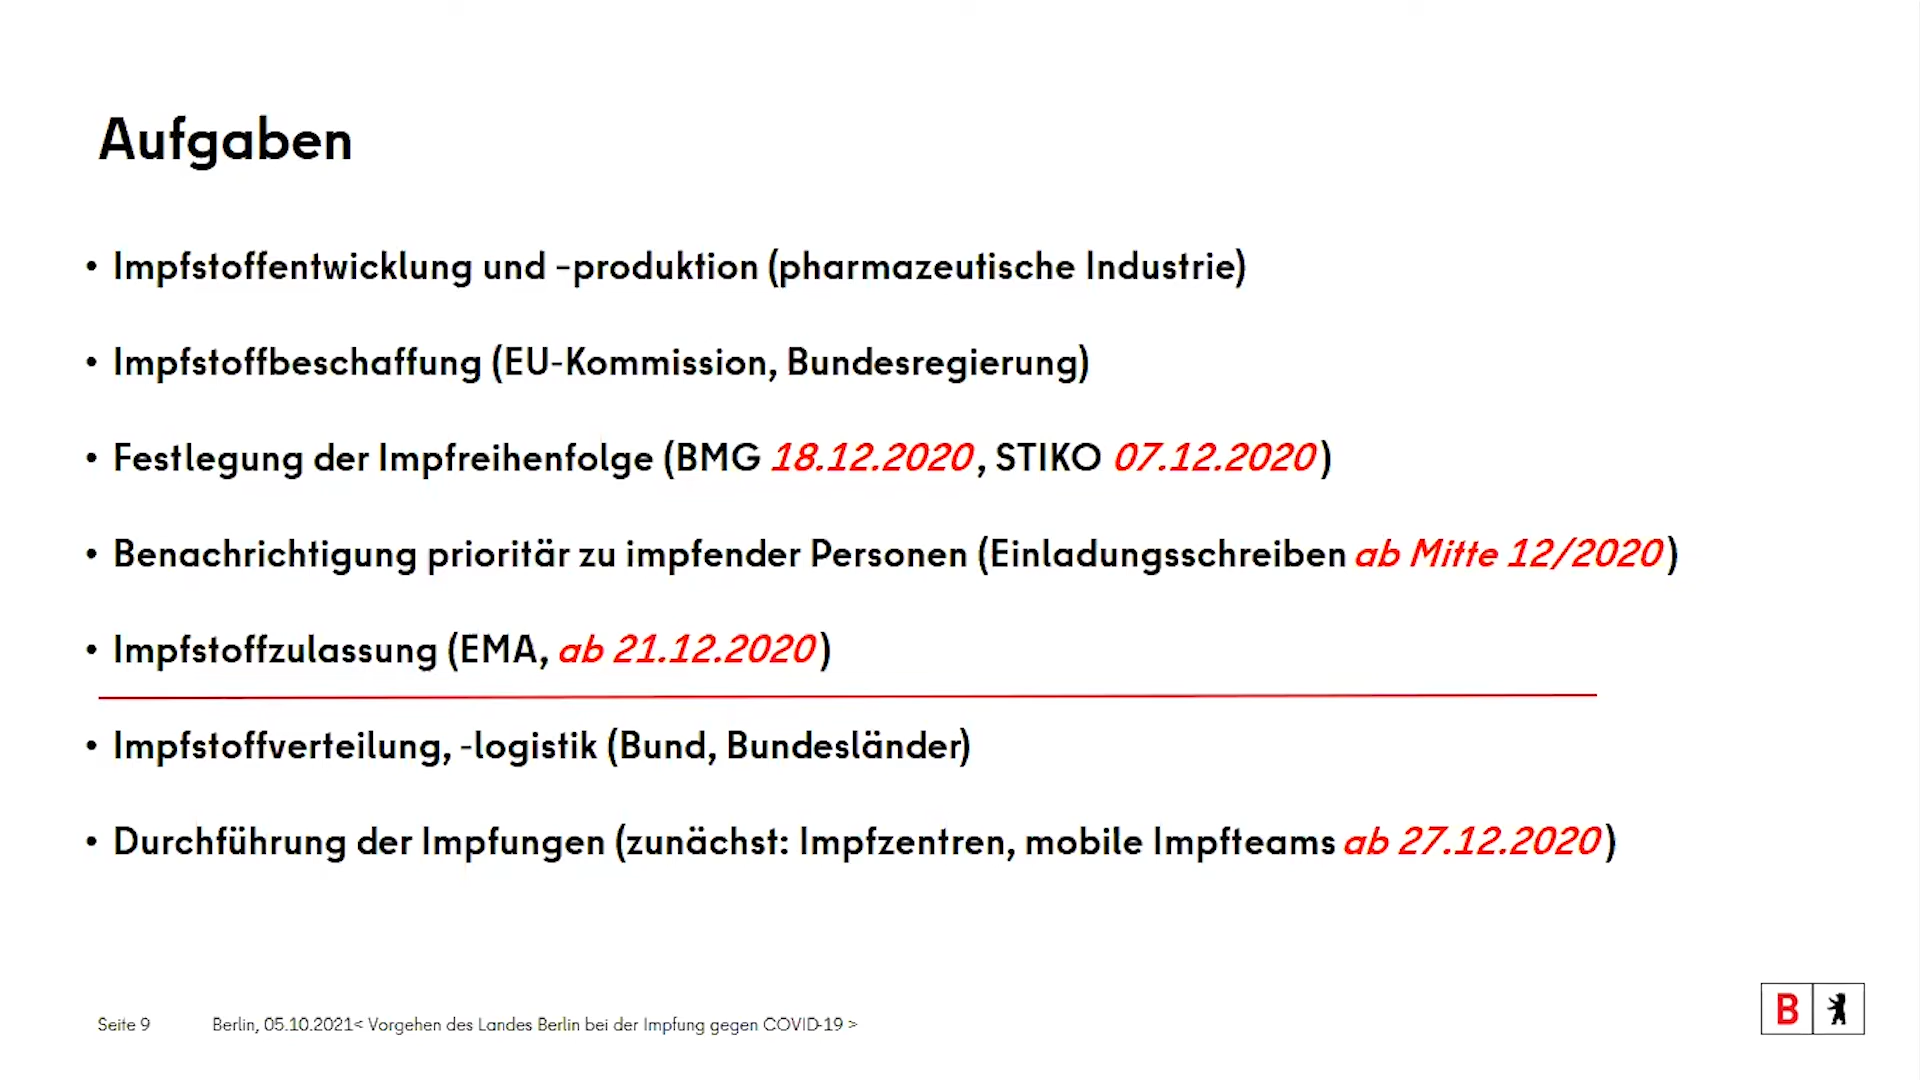 Aufgaben
• Impfstoffentwicklung und -produktion (pharmazeutische Industrie)
• Impfstoffbeschaffung (EU-Kommission, Bundesregierung)
• Festlegung der Impfreihenfolge (BMG 18.12.2020, STIKO 07.12.2020)
• Benachrichtigung prioritär zu impfender Personen (Einladungsschreiben ab Mitte 12/2020)
• Impfstoffzulassung (EMA, ab 21.12.2020)
• Impfstoffverteilung, -logistik (Bund, Bundesländer)
• Durchführung der Impfungen (zunächst: Impfzentren, mobile Impfteams ab 27.12.2020)
Seite 9 Berlin, 05.10.2021< Vorgehen des Landes Berlin bei der Impfung gegen COVID-19 >
B